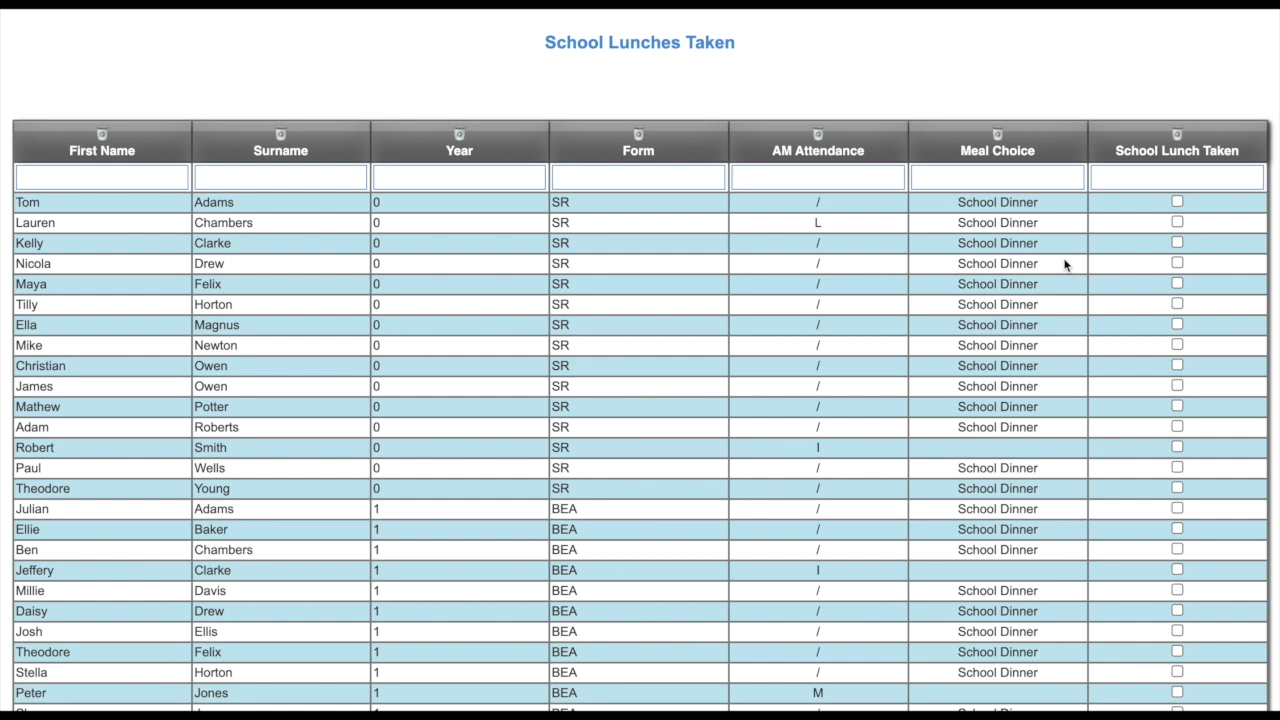 School Lunches Taken
First Name Surname Year Form AM Attendance Meal Choice School Lunch Taken
Tom Adams 0 SR / School Dinner
Lauren Chambers 0 SR L School Dinner
Kelly Clarke 0 SR / School Dinner
Nicola Drew 0 SR / School Dinner
Maya Felix 0 SR / School Dinner
Tilly Horton 0 SR / School Dinner
Ella Magnus 0 SR / School Dinner
Mike Newton 0 SR / School Dinner
Christian Owen 0 SR / School Dinner
James Owen 0 SR / School Dinner
Mathew Potter 0 SR / School Dinner
Adam Roberts 0 SR / School Dinner
Robert Smith 0 SR I
Paul Wells 0 SR / School Dinner
Theodore Young 0 SR / School Dinner
Julian Adams 1 BEA / School Dinner
Ellie Baker 1 BEA / School Dinner
Ben Chambers 1 BEA / School Dinner
Jeffery Clarke 1 BEA I
Millie Davis 1 BEA / School Dinner
Daisy Drew 1 BEA / School Dinner
Josh Ellis 1 BEA / School Dinner
Theodore Felix 1 BEA / School Dinner
Stella Horton 1 BEA / School Dinner
Peter Jones 1 BEA M